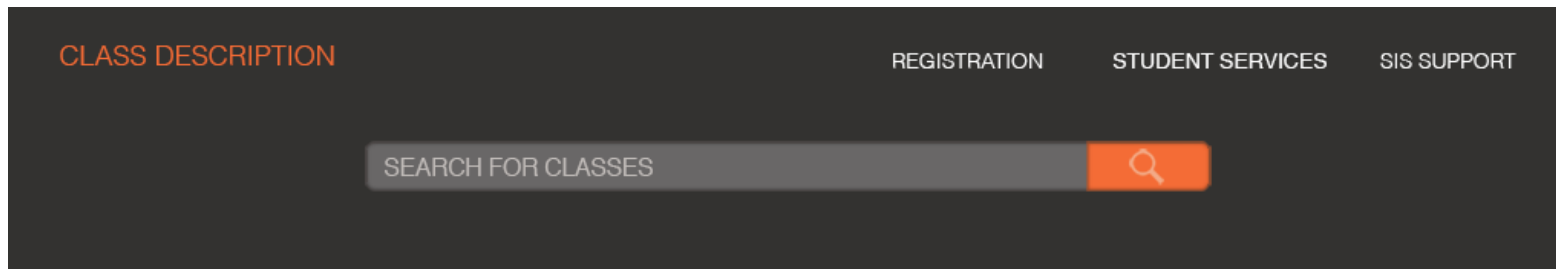 CLASS DESCRIPTION
REGISTRATION STUDENT SERVICES SIS SUPPORT
SEARCH FOR CLASSES